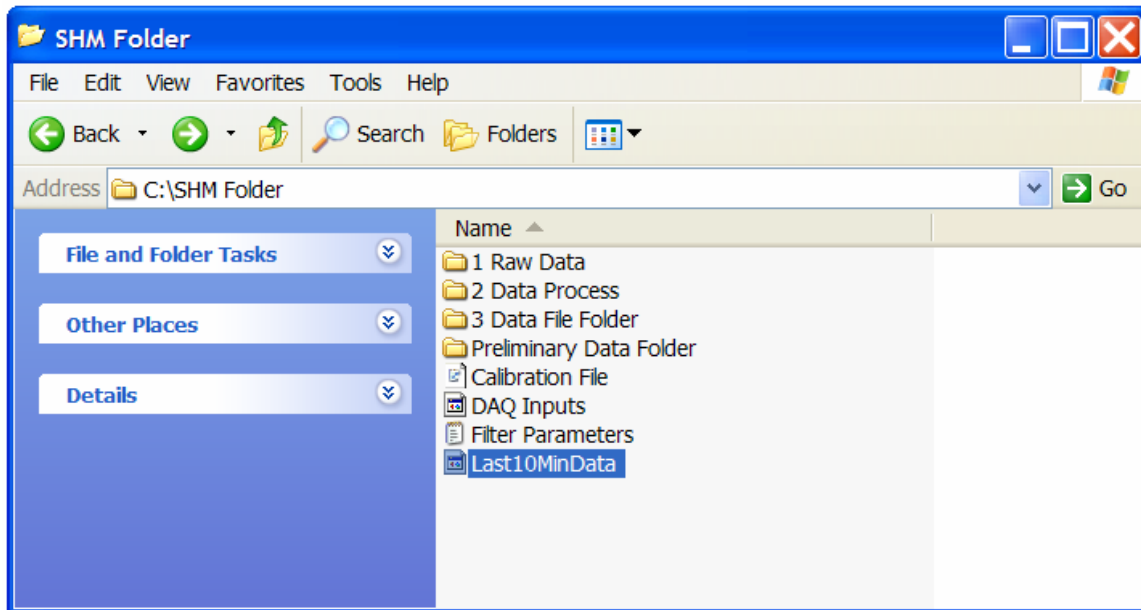 SHM Folder
File Edit View Favorites Tools Help
Back Search Folders
Address C:\SHM Folder Go
Name
File and Folder Tasks
Other Places
Details
1 Raw Data
2 Data Process
3 Data File Folder
Preliminary Data Folder
Calibration File
DAQ Inputs
Filter Parameters
Last10MinData